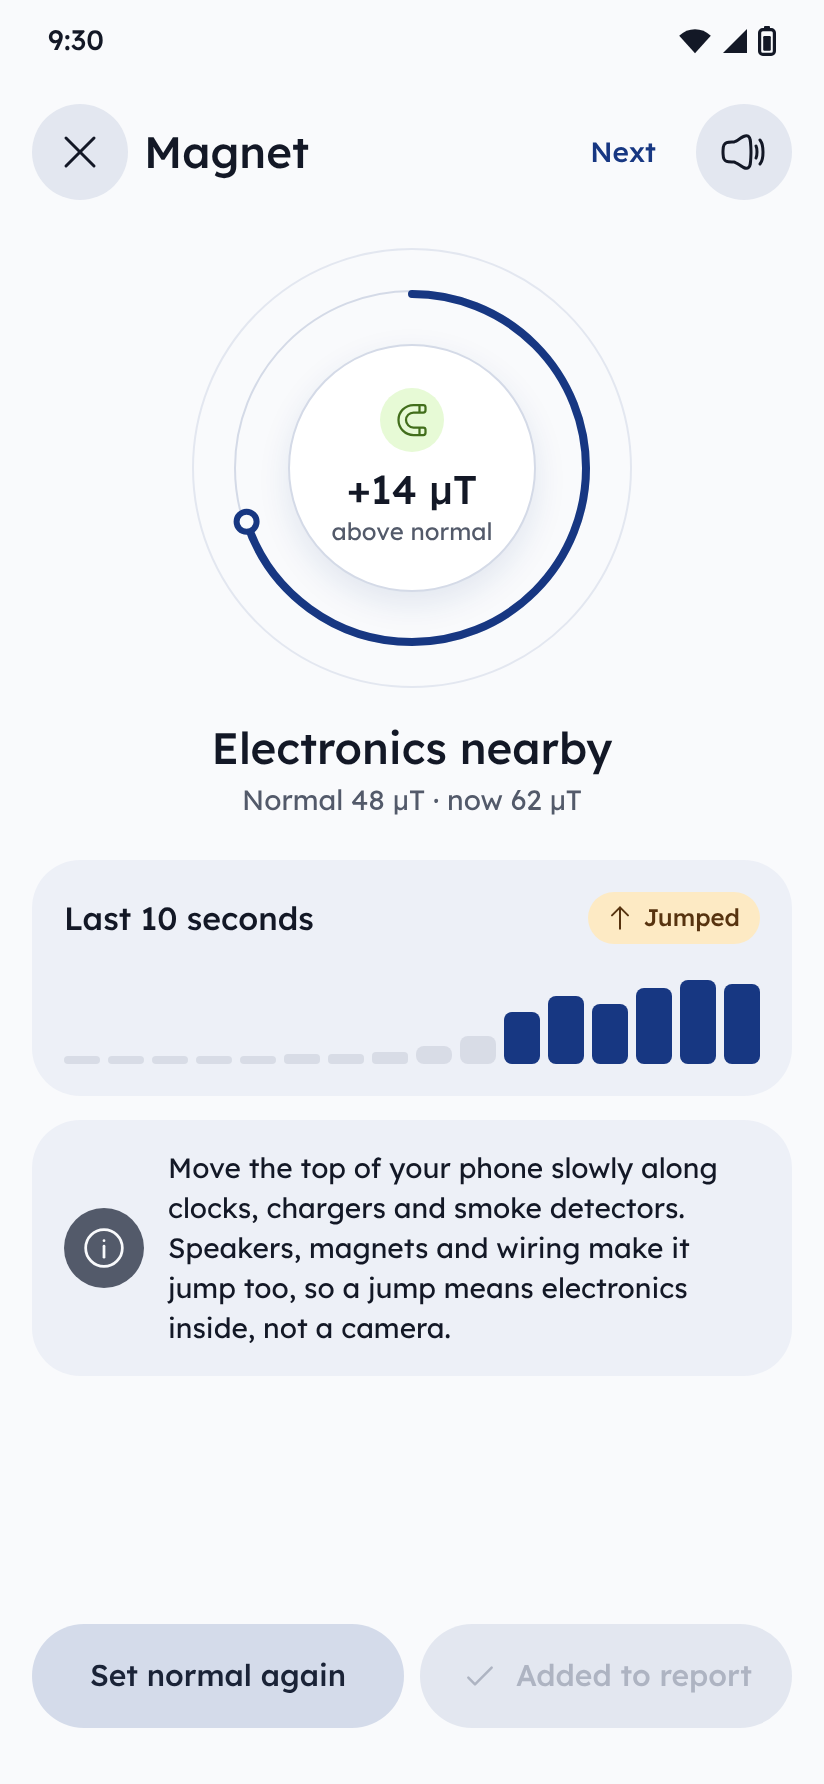 9:30
Magnet
Next
+14 µT
above normal
Electronics nearby
Normal 48 µT · now 62 µT
Last 10 seconds
Jumped
Move the top of your phone slowly along
clocks, chargers and smoke detectors.
Speakers, magnets and wiring make it
jump too, so a jump means electronics
inside, not a camera.
Set normal again
Added to report